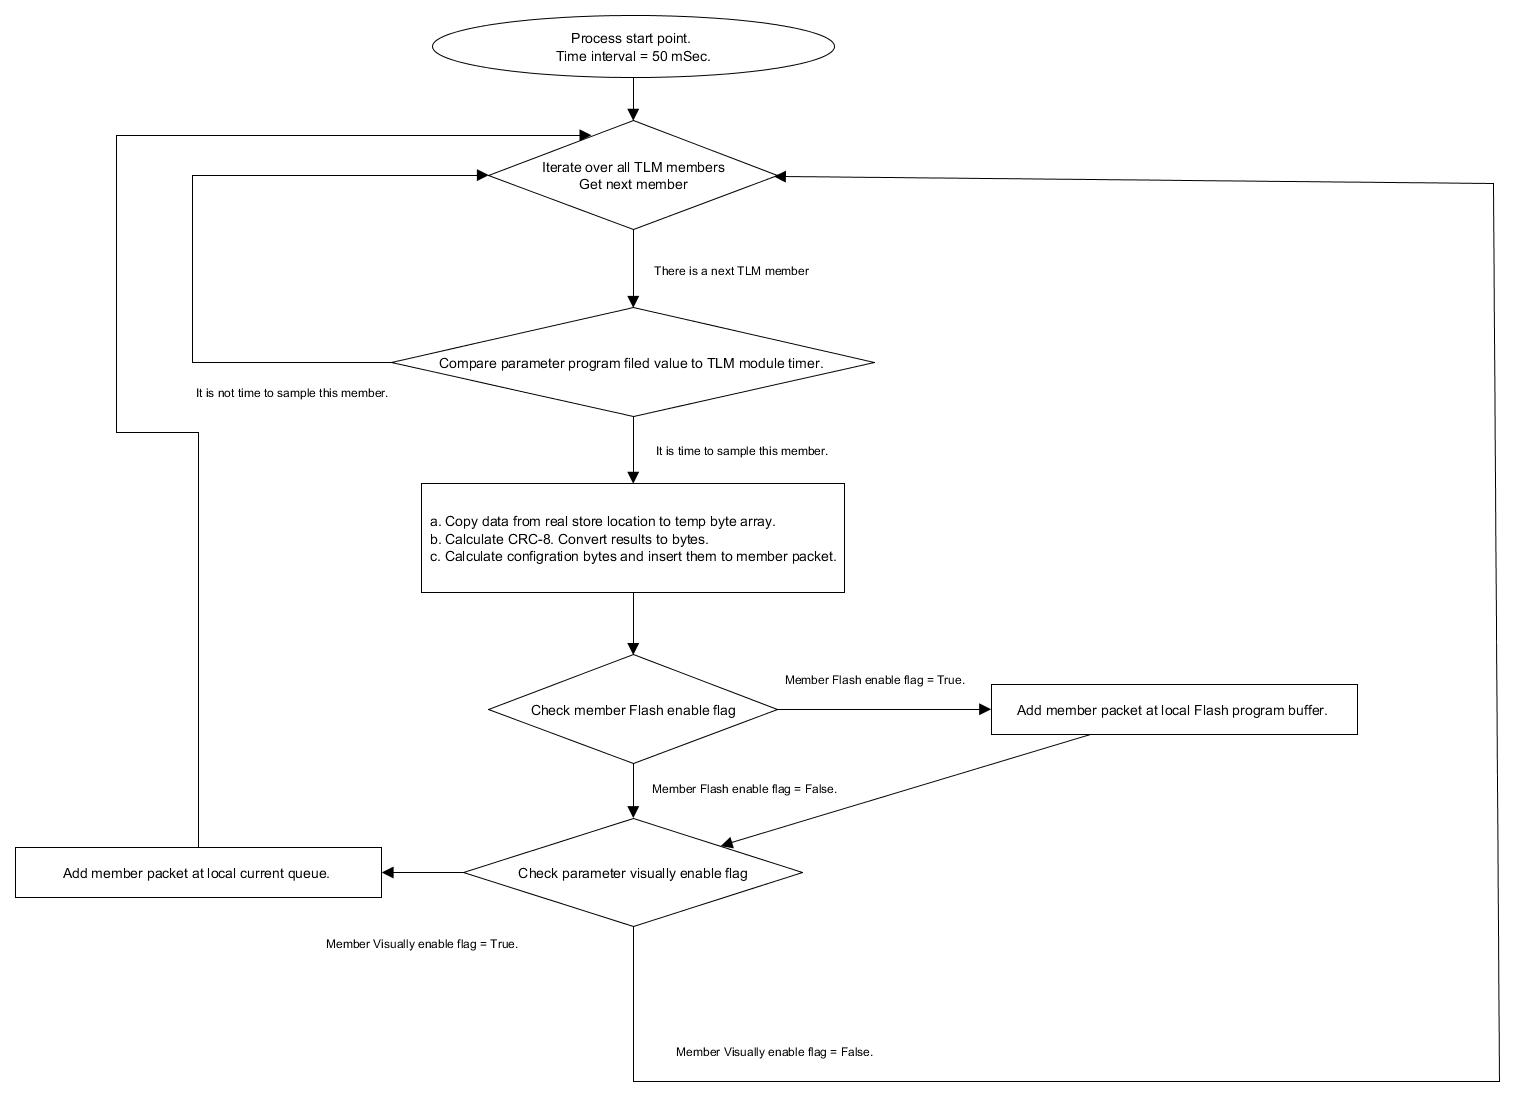 Process start point.
Time interval = 50 mSec.
Iterate over all TLM members
Get next member
There is a next TLM member
Compare parameter program filed value to TLM module timer.
It is not time to sample this member.
It is time to sample this member.
a. Copy data from real store location to temp byte array.
b. Calculate CRC-8. Convert results to bytes.
c. Calculate configration bytes and insert them to member packet.
Member Flash enable flag = True.
Check member Flash enable flag
Add member packet at local Flash program buffer.
Member Flash enable flag = False.
Add member packet at local current queue.
Check parameter visually enable flag
Member Visually enable flag = True.
Member Visually enable flag = False.